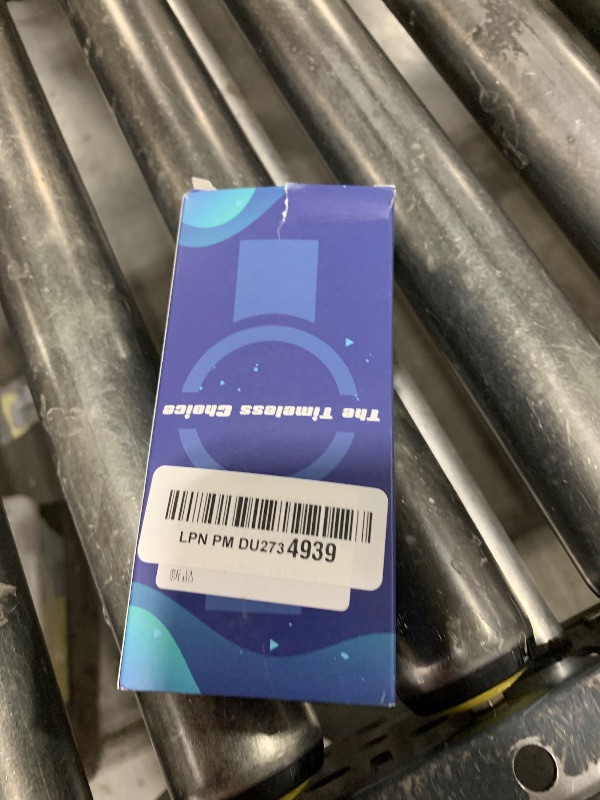 The Timeless Choice
LPN PM DU2734939
新品